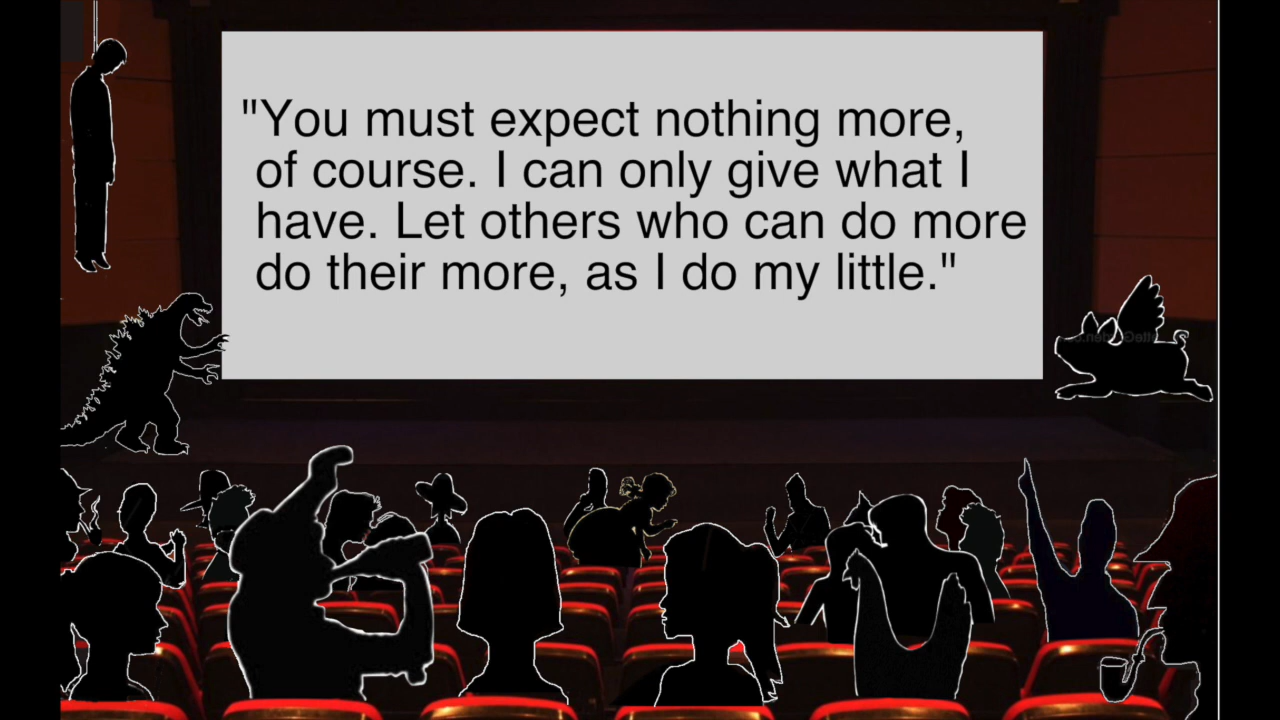 "You must expect nothing more,
of course. I can only give what I
have. Let others who can do more
do their more, as I do my little."